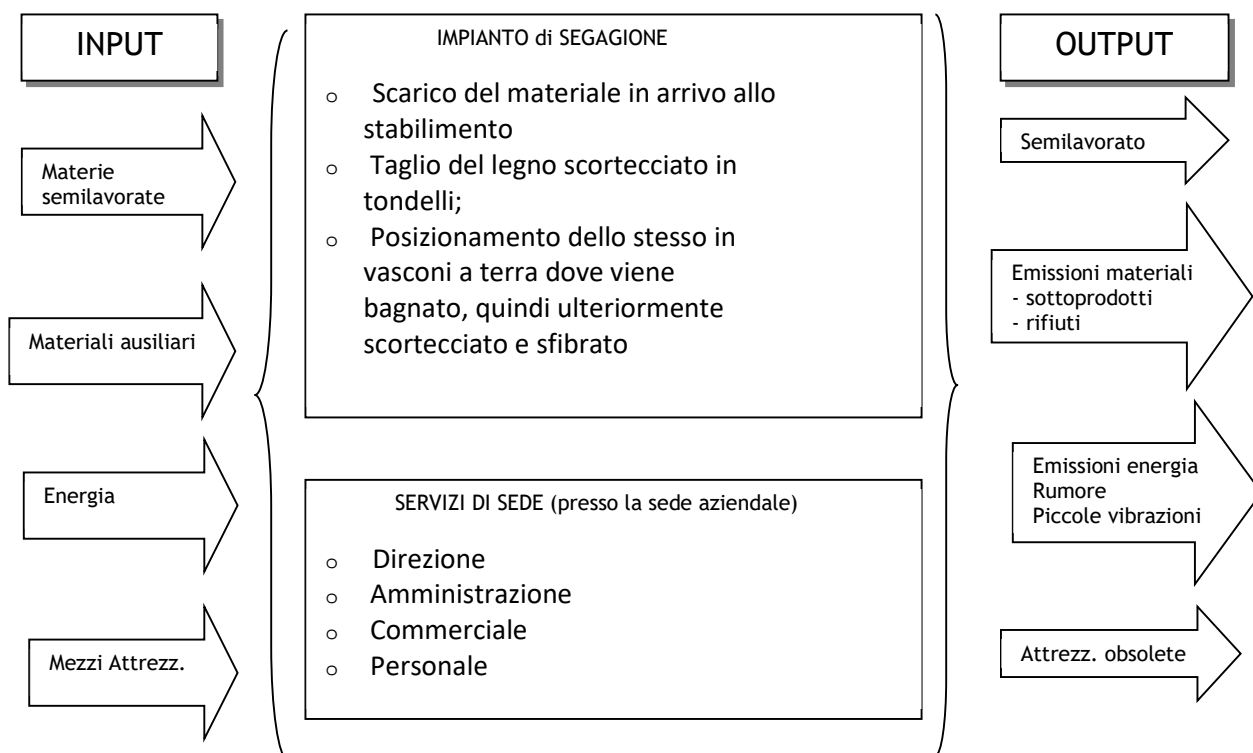 INPUT
Materie
semilavorate
Materiali ausiliari
Energia
Mezzi Attrezz.
IMPIANTO di SEGAGIONE
o Scarico del materiale in arrivo allo
stabilimento
o Taglio del legno scortecciato in
tondelli;
o Posizionamento dello stesso in
vasconi a terra dove viene
bagnato, quindi ulteriormente
scortecciato e sfibrato
SERVIZI DI SEDE (presso la sede aziendale)
o Direzione
o Amministrazione
o Commerciale
o Personale
OUTPUT
Semilavorato
Emissioni materiali
- sottoprodotti
- rifiuti
Emissioni energia
Rumore
Piccole vibrazioni
Attrezz. obsolete